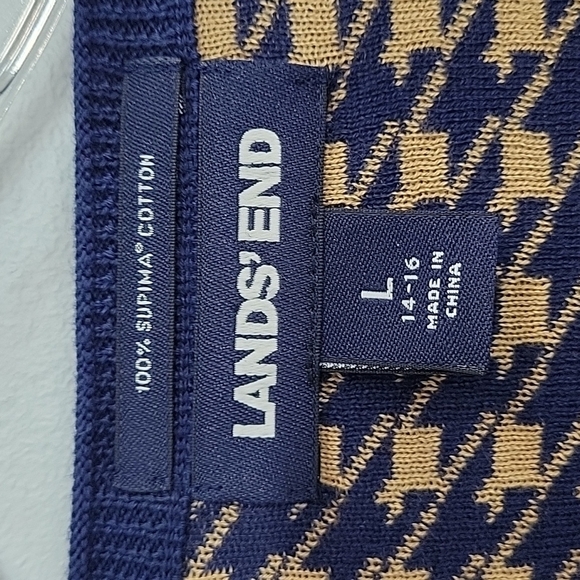 100% SUPIMA® COTTON
LANDS' END
L
14-16
MADE IN
CHINA